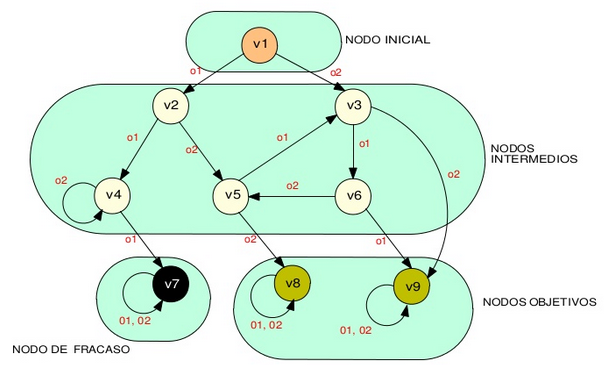 v1
NODO INICIAL
o1
o2
v2
v3
o1
o2
o1
o1
NODOS
INTERMEDIOS
o2
v4
v5
o2
v6
o2
o1
o2
o1
v7
v8
v9
01, 02
01, 02
01, 02
NODOS OBJETIVOS
NODO DE FRACASO